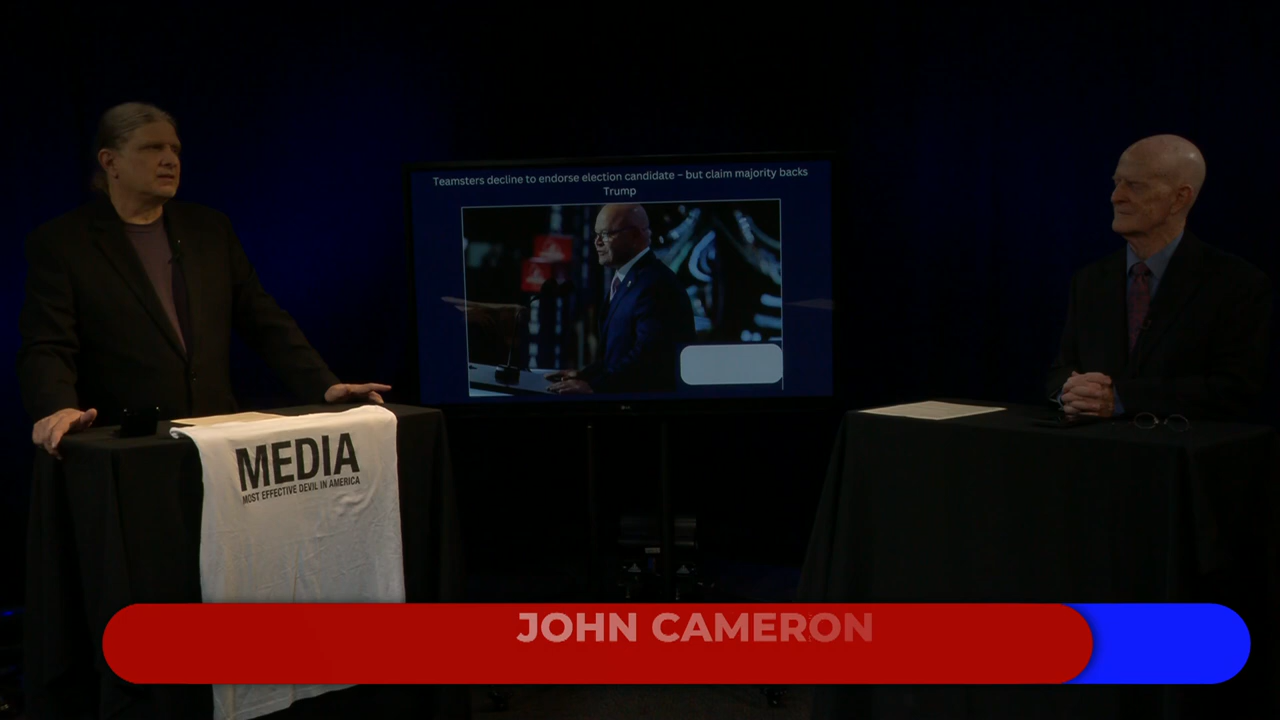 Teamsters decline to endorse election candidate – but claim majority backs
Trump
MEDIA
MOST EFFECTIVE DEVIL IN AMERICA
JOHN CAMERON